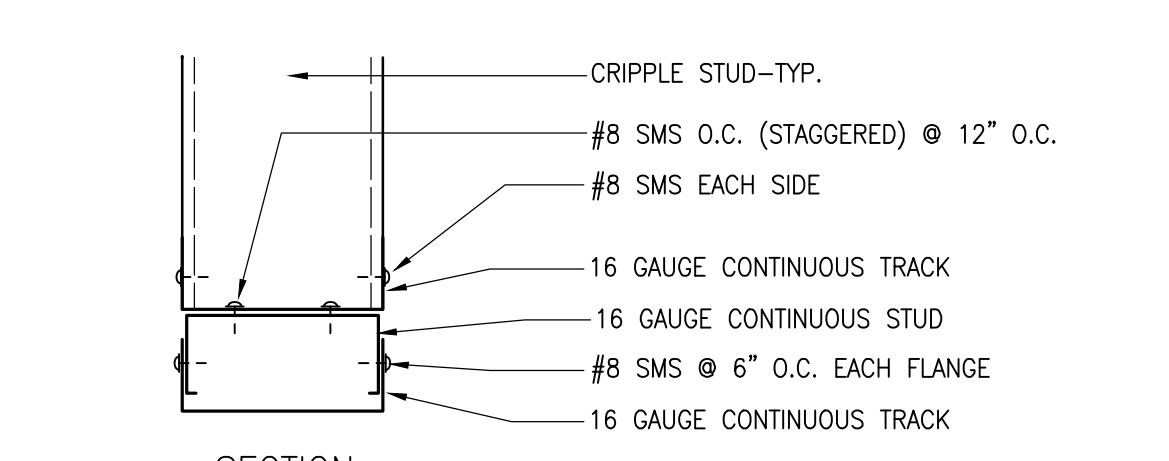 CRIPPLE STUD-TYP.
#8 SMS O.C. (STAGGERED) @ 12" O.C.
#8 SMS EACH SIDE
16 GAUGE CONTINUOUS TRACK
16 GAUGE CONTINUOUS STUD
#8 SMS @ 6" O.C. EACH FLANGE
16 GAUGE CONTINUOUS TRACK
SECTION